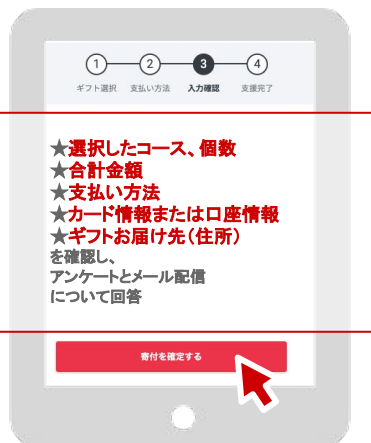 1 2 3 4
ギフト選択 支払い方法 入力確認 支援完了
★選択したコース、個数
★合計金額
★支払い方法
★カード情報または口座情報
★ギフトお届け先（住所）
を確認し、
アンケートとメール配信
について回答
寄付を確定する